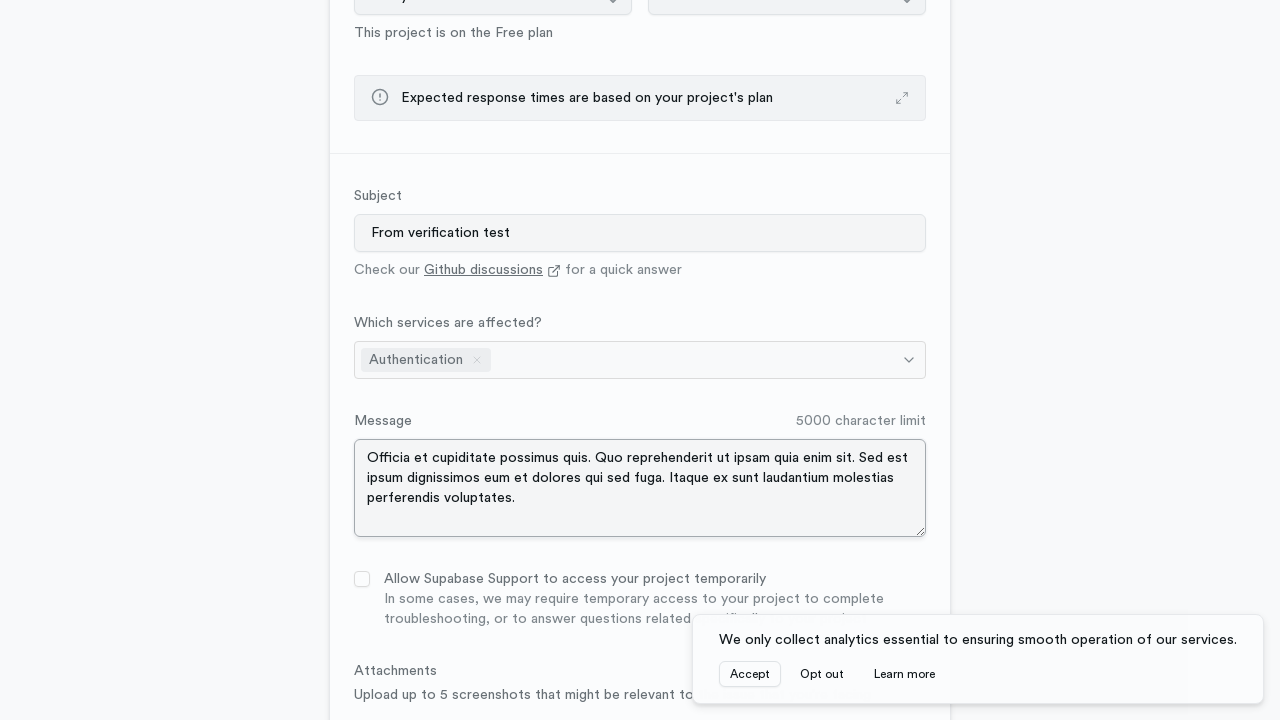 This project is on the Free plan
Expected response times are based on your project's plan
Subject
From verification test
Check our Github discussions for a quick answer
Which services are affected?
Authentication
Message
5000 character limit
Officia et cupiditate possimus quis. Quo reprehenderit ut ipsam quia enim sit. Sed est
ipsum dignissimos eum et dolores qui sed fuga. Itaque ex sunt laudantium molestias
perferendis voluptates.
Allow Supabase Support to access your project temporarily
In some cases, we may require temporary access to your project to complete
troubleshooting, or to answer questions related
We only collect analytics essential to ensuring smooth operation of our services.
Accept
Opt out
Learn more
Attachments
Upload up to 5 screenshots that might be relevant to